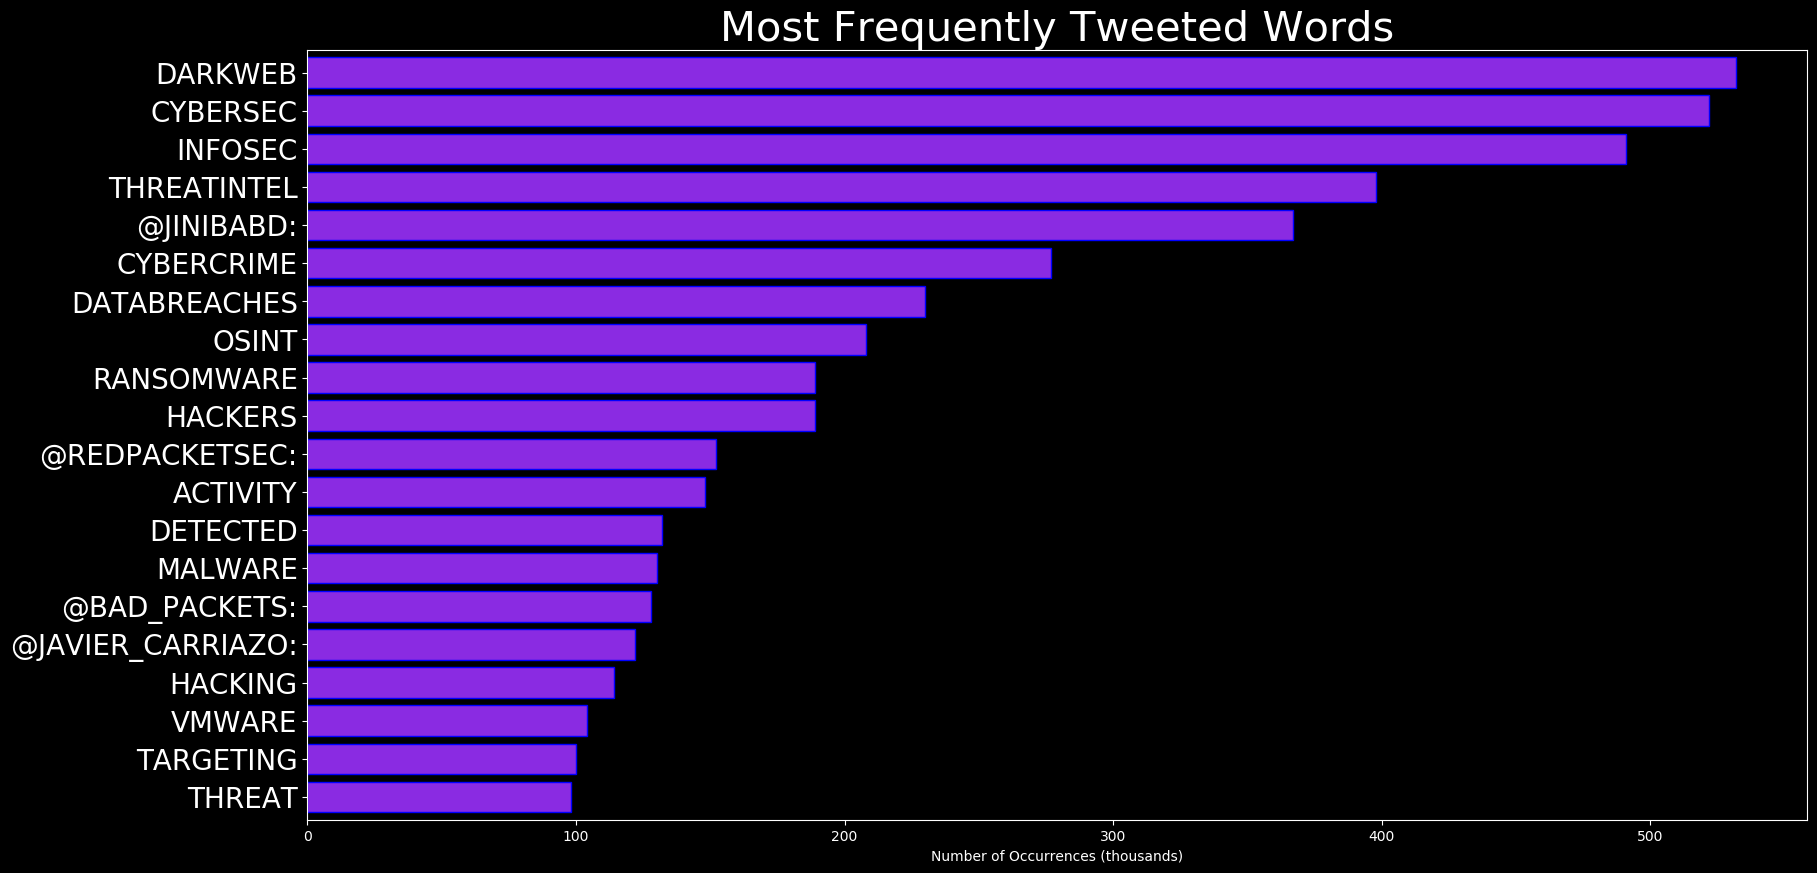 Most Frequently Tweeted Words
DARKWEB
CYBERSEC
INFOSEC
THREATINTEL
@JINIBABD:
CYBERCRIME
DATABREACHES
OSINT
RANSOMWARE
HACKERS
@REDPACKETSEC:
ACTIVITY
DETECTED
MALWARE
@BAD_PACKETS:
@JAVIER_CARRIAZO:
HACKING
VMWARE
TARGETING
THREAT
0 100 200 300 400 500
Number of Occurrences (thousands)